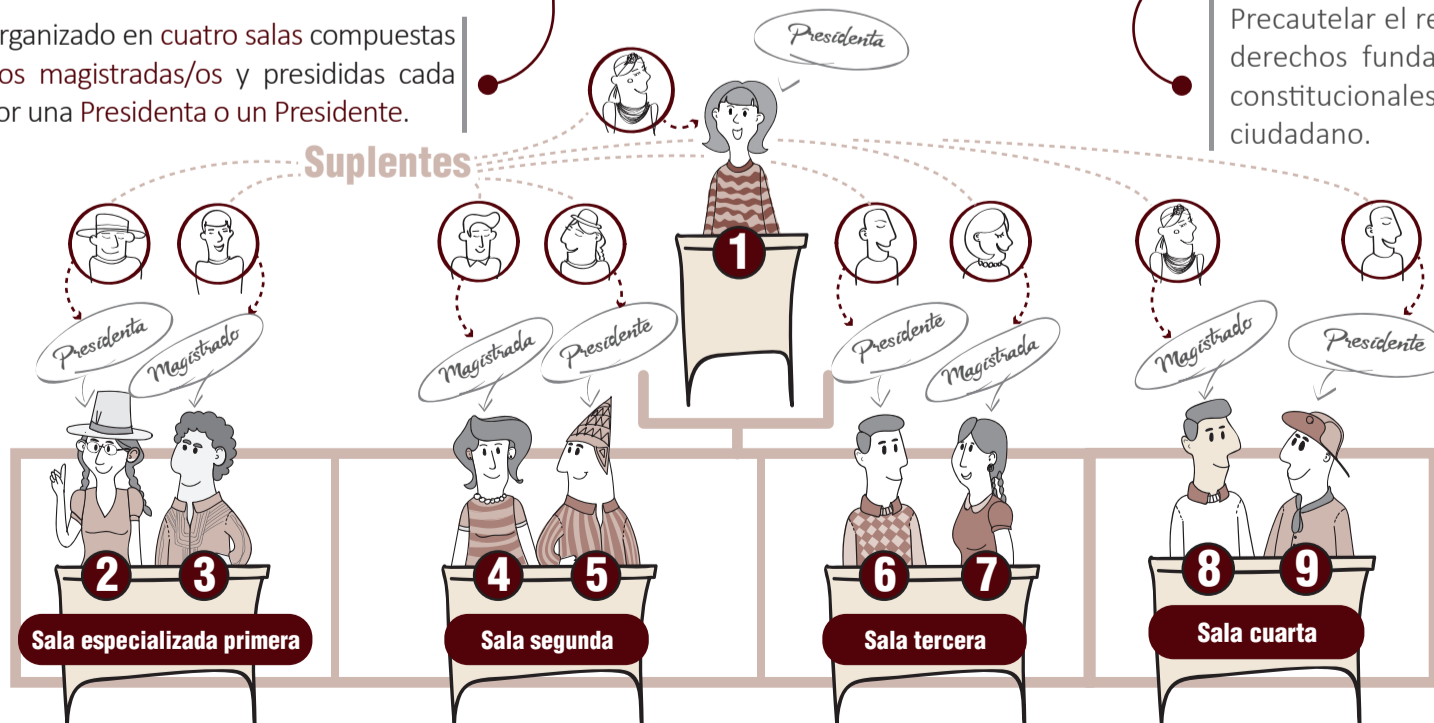 rganizado en cuatro salas compuestas
os magistradas/os y presididas cada
or una Presidenta o un Presidente.
Presidenta
Precautelar el re
derechos funda
constitucionales
ciudadano.
Suplentes
1
Presidenta
Magistrado
Magistrada
Presidente
Presidente
Magistrada
Magistrado
Presidente
2 3
4 5
6 7
8 9
Sala especializada primera
Sala segunda
Sala tercera
Sala cuarta